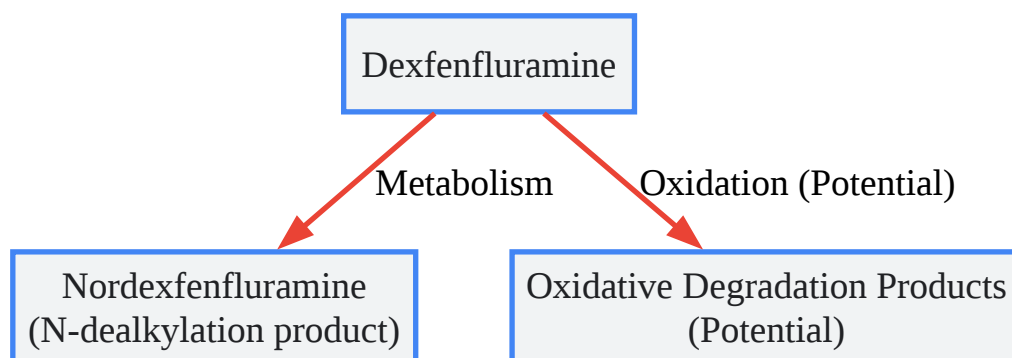 Dexfenfluramine
Metabolism
Oxidation (Potential)
Nordexfenfluramine
(N-dealkylation product)
Oxidative Degradation Products
(Potential)